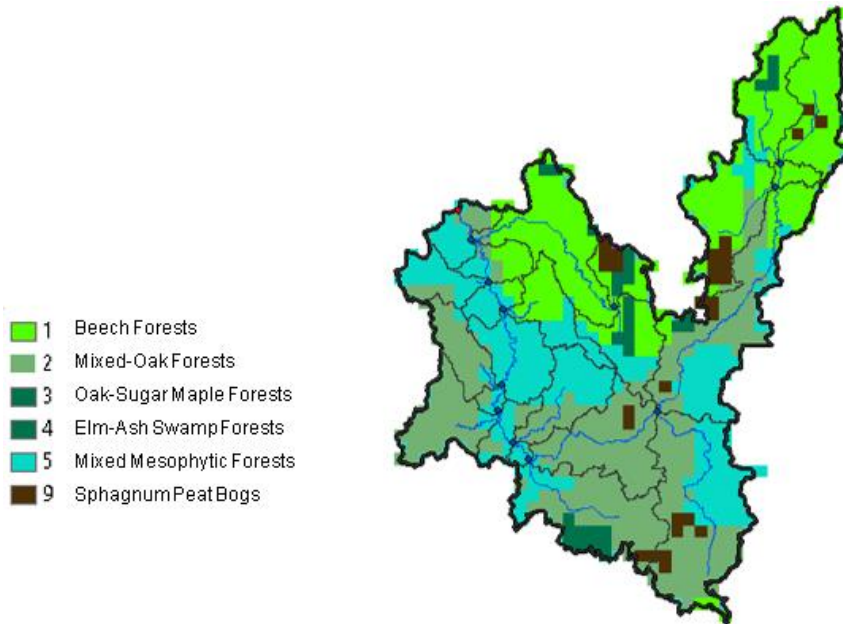 1 Beech Forests
2 Mixed-Oak Forests
3 Oak-Sugar Maple Forests
4 Elm-Ash Swamp Forests
5 Mixed Mesophytic Forests
9 Sphagnum Peat Bogs